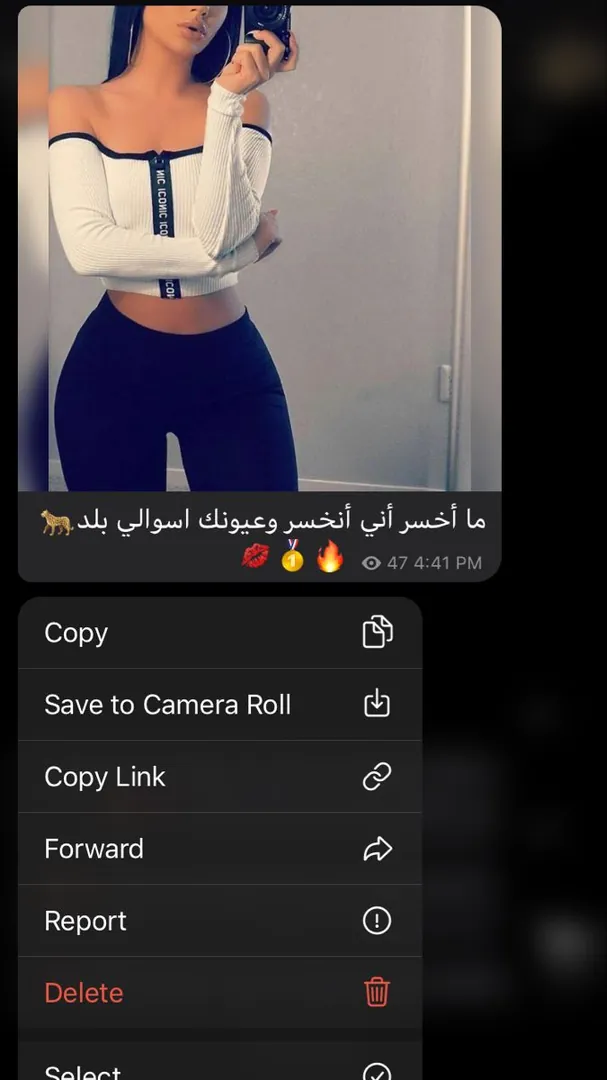 NIC ICONIC ICO
ICON
ما أخسر أني أنخسر وعيونك اسوالي بلد🐆
🔥🥇💋
47 4:41 PM
Copy
Save to Camera Roll
Copy Link
Forward
Report
Delete
Select